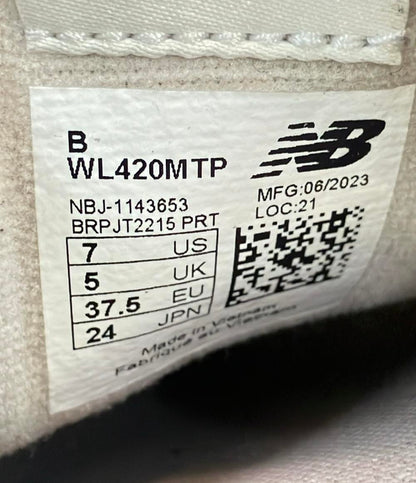 B
WL420MTP
NB
MFG:06/2023
NBJ-1143653
LOC:21
BRPJT2215 PRT
7 US
5 UK
37.5 EU
24 JPN
Made in Vietnam
Fabriqué au Vietnam